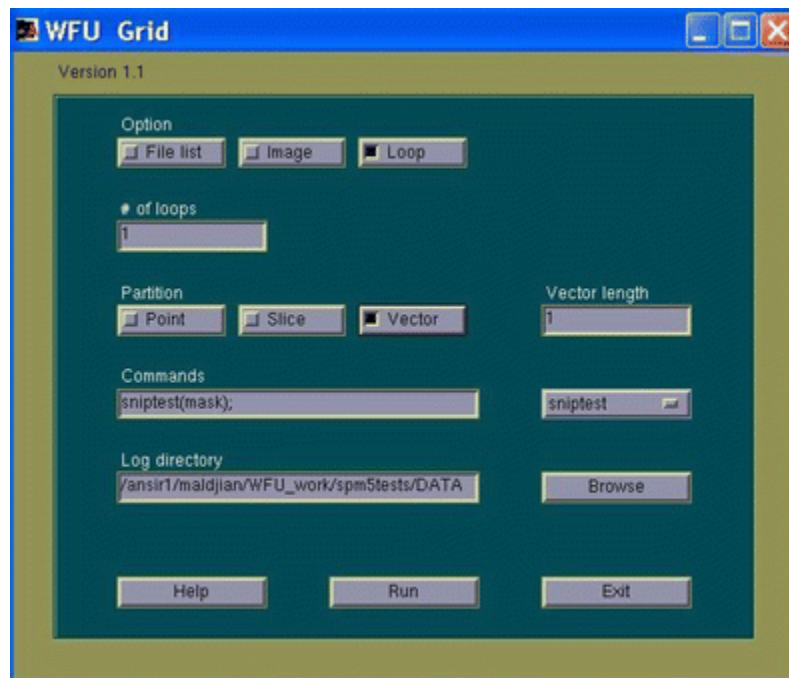 WFU Grid
Version 1.1
Option
File list Image Loop
# of loops
1
Partition Vector length
Point Slice Vector 1
Commands
sniptest(mask); sniptest
Log directory
/ansir1/maldjian/WFU_work/spm5tests/DATA Browse
Help Run Exit